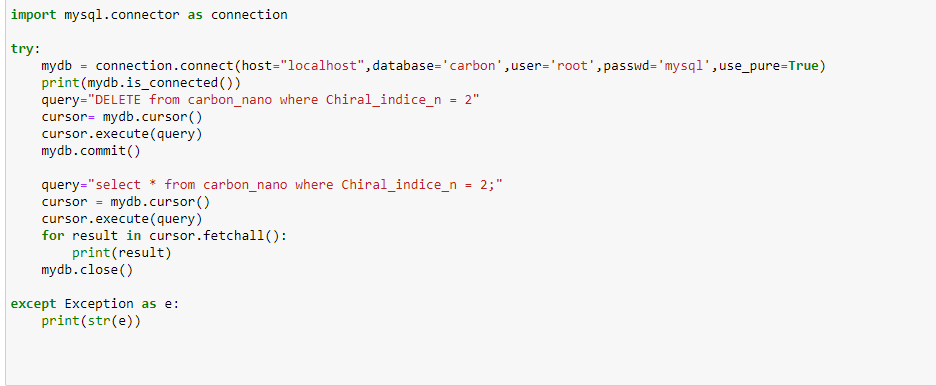 import mysql.connector as connection
try:
mydb = connection.connect(host="localhost",database='carbon',user='root',passwd='mysql',use_pure=True)
print(mydb.is_connected())
query="DELETE from carbon_nano where Chiral_indice_n = 2"
cursor= mydb.cursor()
cursor.execute(query)
mydb.commit()
query="select * from carbon_nano where Chiral_indice_n = 2;"
cursor = mydb.cursor()
cursor.execute(query)
for result in cursor.fetchall():
print(result)
mydb.close()
except Exception as e:
print(str(e))